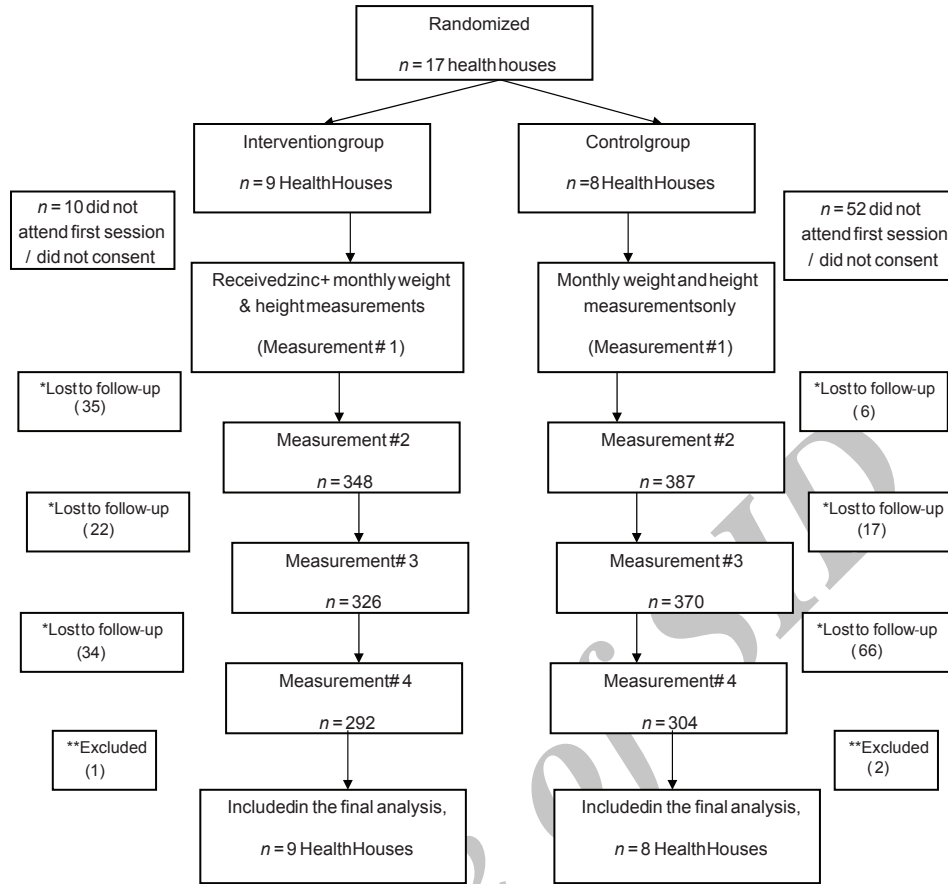 Randomized
n = 17 health houses
Intervention group
n = 9 Health Houses
Control group
n =8 Health Houses
n = 10 did not
attend first session
/ did not consent
n = 52 did not
attend first session
/ did not consent
Received zinc + monthly weight
& height measurements
(Measurement # 1)
Monthly weight and height
measurements only
(Measurement #1)
*Lost to follow-up
(35)
*Lost to follow-up
(6)
Measurement #2
n = 348
Measurement #2
n = 387
*Lost to follow-up
(22)
*Lost to follow-up
(17)
Measurement # 3
n = 326
Measurement #3
n = 370
*Lost to follow-up
(34)
*Lost to follow-up
(66)
Measurement # 4
n = 292
Measurement #4
n = 304
**Excluded
(1)
**Excluded
(2)
Included in the final analysis,
n = 9 Health Houses
Included in the final analysis,
n = 8 Health Houses
of SID